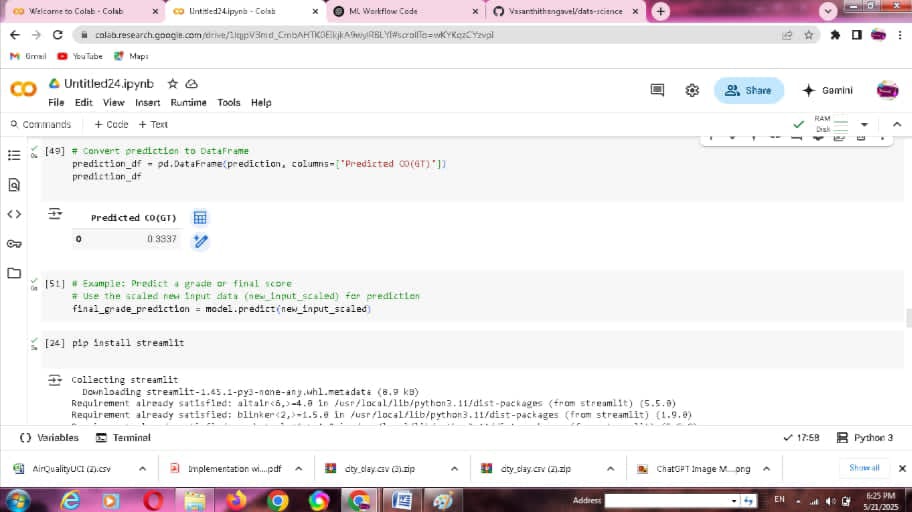 Welcome to Colab - Colab
Untitled24.ipynb - Colab
ML Workflow Code
Vasanthithangavel/data-science
colab.research.google.com/drive/
Gmail YouTube Maps
Untitled24.ipynb
File Edit View Insert Runtime Tools Help
Share
Gemini
Commands + Code + Text
RAM
Disk
[49] # Convert prediction to DataFrame
prediction_df = pd.DataFrame(prediction, columns=["Predicted CO(GT)"])
prediction_df
Predicted CO(GT)
0 0.3337
[51] # Example: Predict a grade or final score
# Use the scaled new input data (new_input_scaled) for prediction
final_grade_prediction = model.predict(new_input_scaled)
[24] pip install streamlit
Collecting streamlit
Downloading streamlit-1.45.1-py3-none-any.whl.metadata (8.9 kB)
Requirement already satisfied: altair<6,>=4.0 in /usr/local/lib/python3.11/dist-packages (from streamlit) (5.5.0)
Requirement already satisfied: blinker<2,>=1.5.0 in /usr/local/lib/python3.11/dist-packages (from streamlit) (1.9.0)
Variables Terminal
17:58 Python 3
AirQualityUCI (2).csv
Implementation wi....pdf
city_day.csv (3).zip
city_day.csv (2).zip
ChatGPT Image M....png
Show all
Address
EN
6:25 PM
5/21/2025